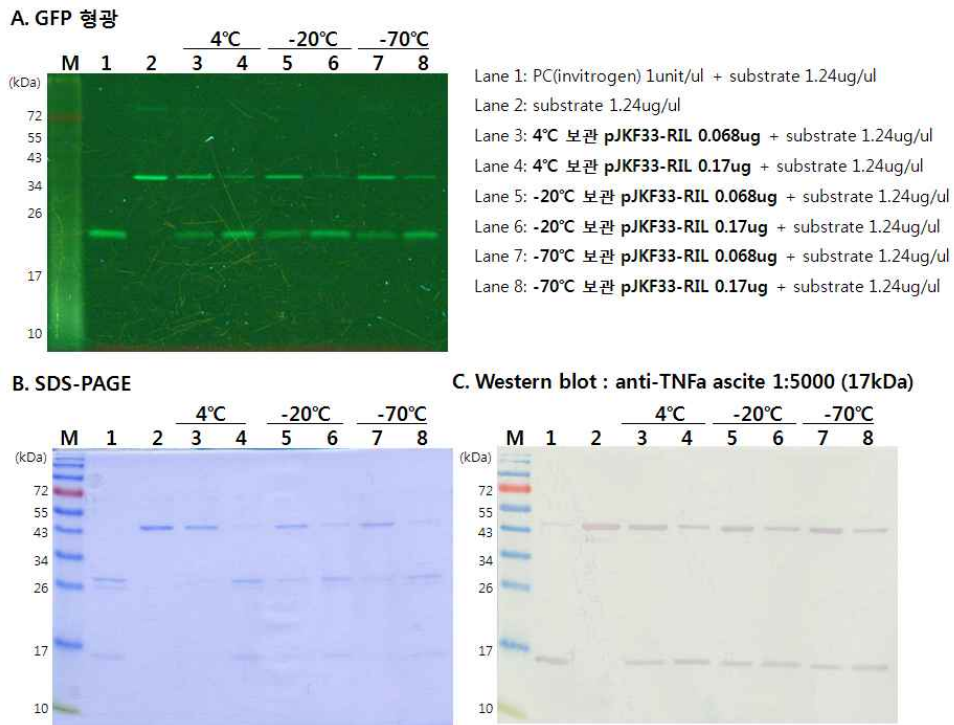 A. GFP 형광
4℃ -20℃ -70℃
M 1 2 3 4 5 6 7 8
(kDa)
72
55
43
34
26
17
10
Lane 1: PC(invitrogen) 1unit/ul + substrate 1.24ug/ul
Lane 2: substrate 1.24ug/ul
Lane 3: 4℃ 보관 pJKF33-RIL 0.068ug + substrate 1.24ug/ul
Lane 4: 4℃ 보관 pJKF33-RIL 0.17ug + substrate 1.24ug/ul
Lane 5: -20℃ 보관 pJKF33-RIL 0.068ug + substrate 1.24ug/ul
Lane 6: -20℃ 보관 pJKF33-RIL 0.17ug + substrate 1.24ug/ul
Lane 7: -70℃ 보관 pJKF33-RIL 0.068ug + substrate 1.24ug/ul
Lane 8: -70℃ 보관 pJKF33-RIL 0.17ug + substrate 1.24ug/ul
B. SDS-PAGE
4℃ -20℃ -70℃
M 1 2 3 4 5 6 7 8
(kDa)
72
55
43
34
26
17
10
C. Western blot : anti-TNFa ascite 1:5000 (17kDa)
4℃ -20℃ -70℃
M 1 2 3 4 5 6 7 8
(kDa)
72
55
43
34
26
17
10